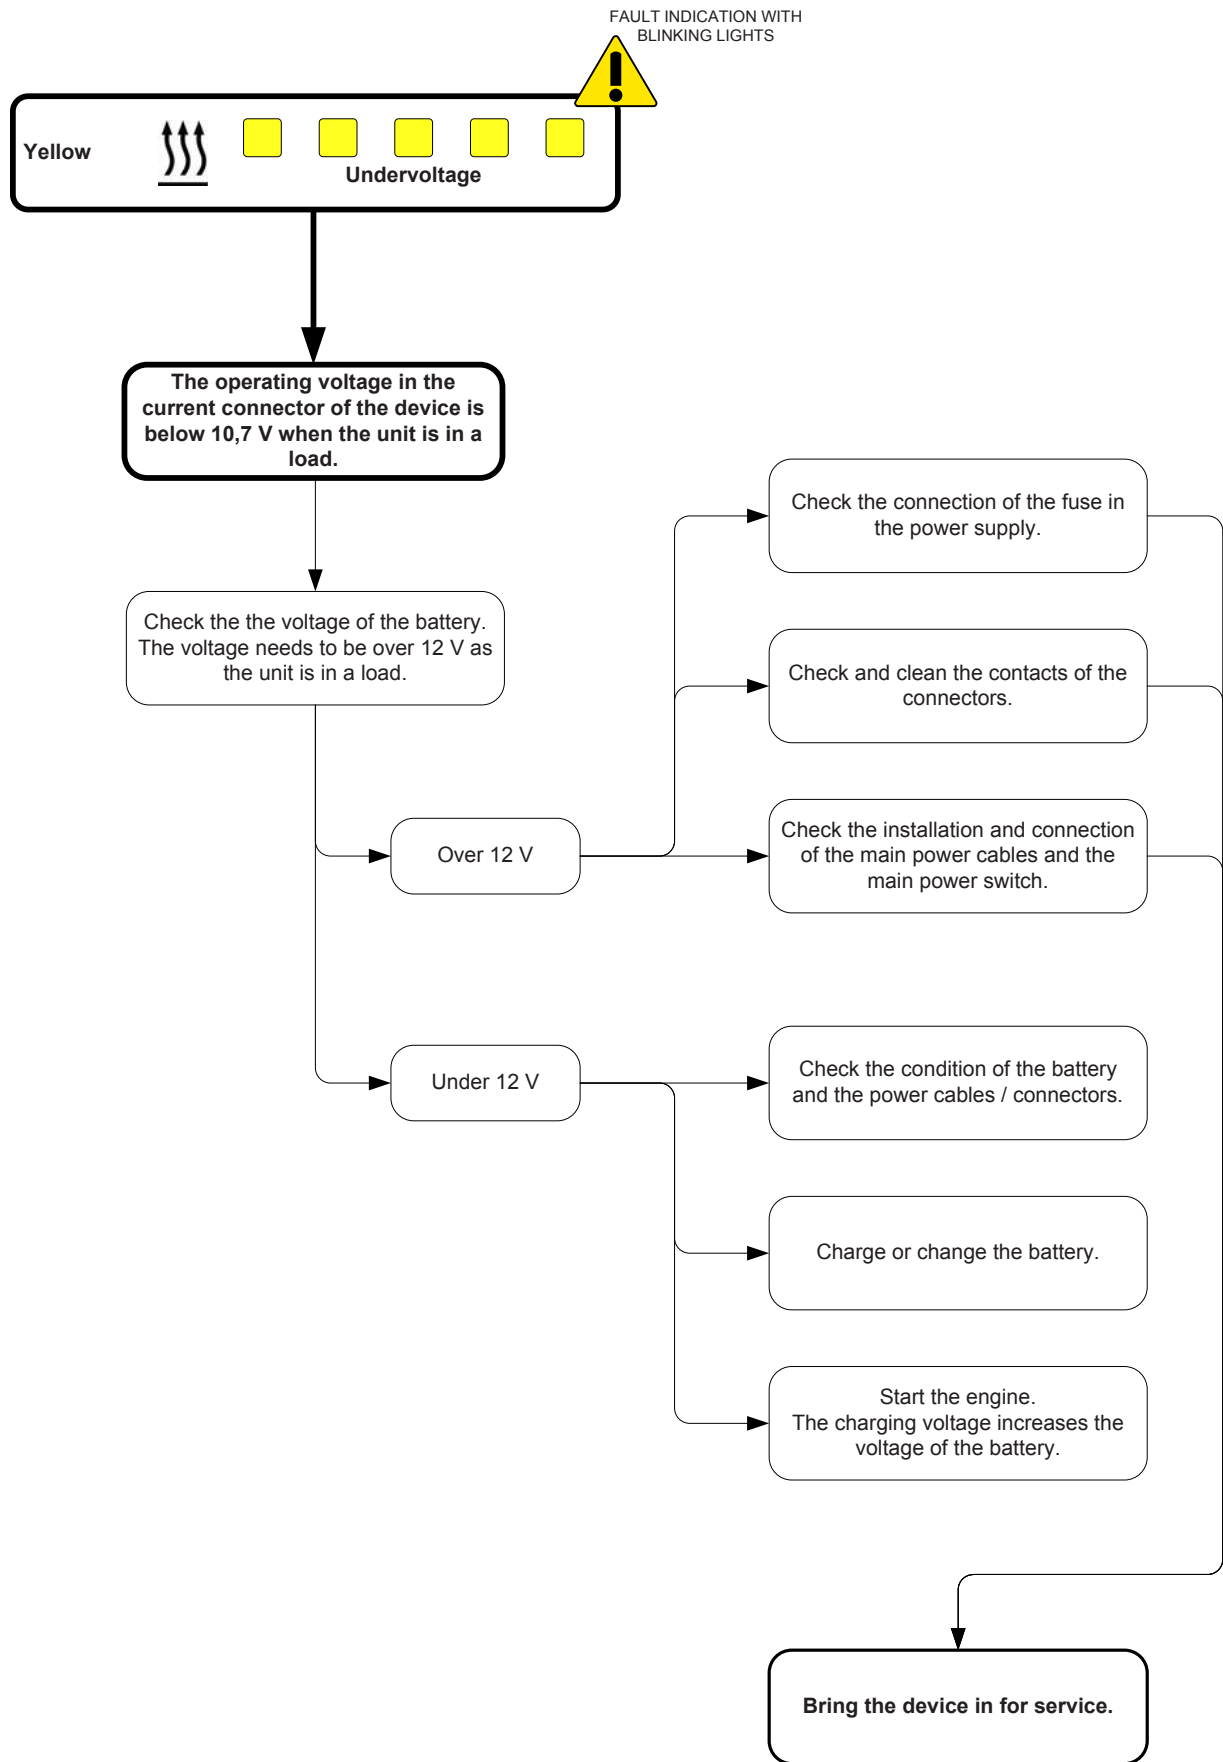 FAULT INDICATION WITH
BLINKING LIGHTS
Yellow
Undervoltage
The operating voltage in the
current connector of the device is
below 10,7 V when the unit is in a
load.
Check the the voltage of the battery.
The voltage needs to be over 12 V as
the unit is in a load.
Over 12 V
Check the connection of the fuse in
the power supply.
Check and clean the contacts of the
connectors.
Check the installation and connection
of the main power cables and the
main power switch.
Under 12 V
Check the condition of the battery
and the power cables / connectors.
Charge or change the battery.
Start the engine.
The charging voltage increases the
voltage of the battery.
Bring the device in for service.